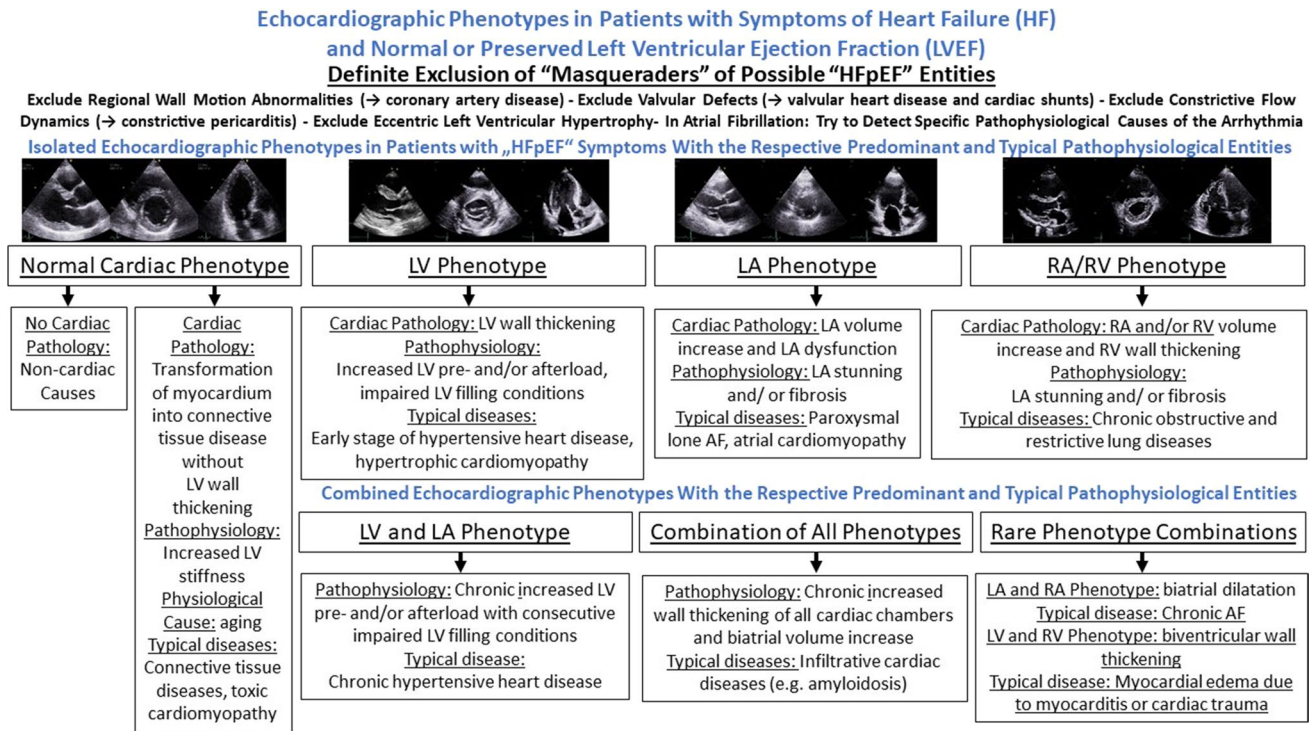 Echocardiographic Phenotypes in Patients with Symptoms of Heart Failure (HF)
and Normal or Preserved Left Ventricular Ejection Fraction (LVEF)
Definite Exclusion of “Masqueraders” of Possible “HFpEF” Entities
Exclude Regional Wall Motion Abnormalities (→ coronary artery disease) - Exclude Valvular Defects (→ valvular heart disease and cardiac shunts) - Exclude Constrictive Flow
Dynamics (→ constrictive pericarditis) - Exclude Eccentric Left Ventricular Hypertrophy- In Atrial Fibrillation: Try to Detect Specific Pathophysiological Causes of the Arrhythmia
Isolated Echocardiographic Phenotypes in Patients with „HFpEF“ Symptoms With the Respective Predominant and Typical Pathophysiological Entities
Normal Cardiac Phenotype
No Cardiac
Pathology:
Non-cardiac
Causes
Cardiac
Pathology:
Transformation
of myocardium
into connective
tissue disease
without
LV wall
thickening
Pathophysiology:
Increased LV
stiffness
Physiological
Cause: aging
Typical diseases:
Connective tissue
diseases, toxic
cardiomyopathy
LV Phenotype
Cardiac Pathology: LV wall thickening
Pathophysiology:
Increased LV pre- and/or afterload,
impaired LV filling conditions
Typical diseases:
Early stage of hypertensive heart disease,
hypertrophic cardiomyopathy
LA Phenotype
Cardiac Pathology: LA volume
increase and LA dysfunction
Pathophysiology: LA stunning
and/ or fibrosis
Typical diseases: Paroxysmal
lone AF, atrial cardiomyopathy
RA/RV Phenotype
Cardiac Pathology: RA and/or RV volume
increase and RV wall thickening
Pathophysiology:
LA stunning and/ or fibrosis
Typical diseases: Chronic obstructive and
restrictive lung diseases
Combined Echocardiographic Phenotypes With the Respective Predominant and Typical Pathophysiological Entities
LV and LA Phenotype
Pathophysiology: Chronic increased LV
pre- and/or afterload with consecutive
impaired LV filling conditions
Typical disease:
Chronic hypertensive heart disease
Combination of All Phenotypes
Pathophysiology: Chronic increased
wall thickening of all cardiac chambers
and biatrial volume increase
Typical diseases: Infiltrative cardiac
diseases (e.g. amyloidosis)
Rare Phenotype Combinations
LA and RA Phenotype: biatrial dilatation
Typical disease: Chronic AF
LV and RV Phenotype: biventricular wall
thickening
Typical disease: Myocardial edema due
to myocarditis or cardiac trauma